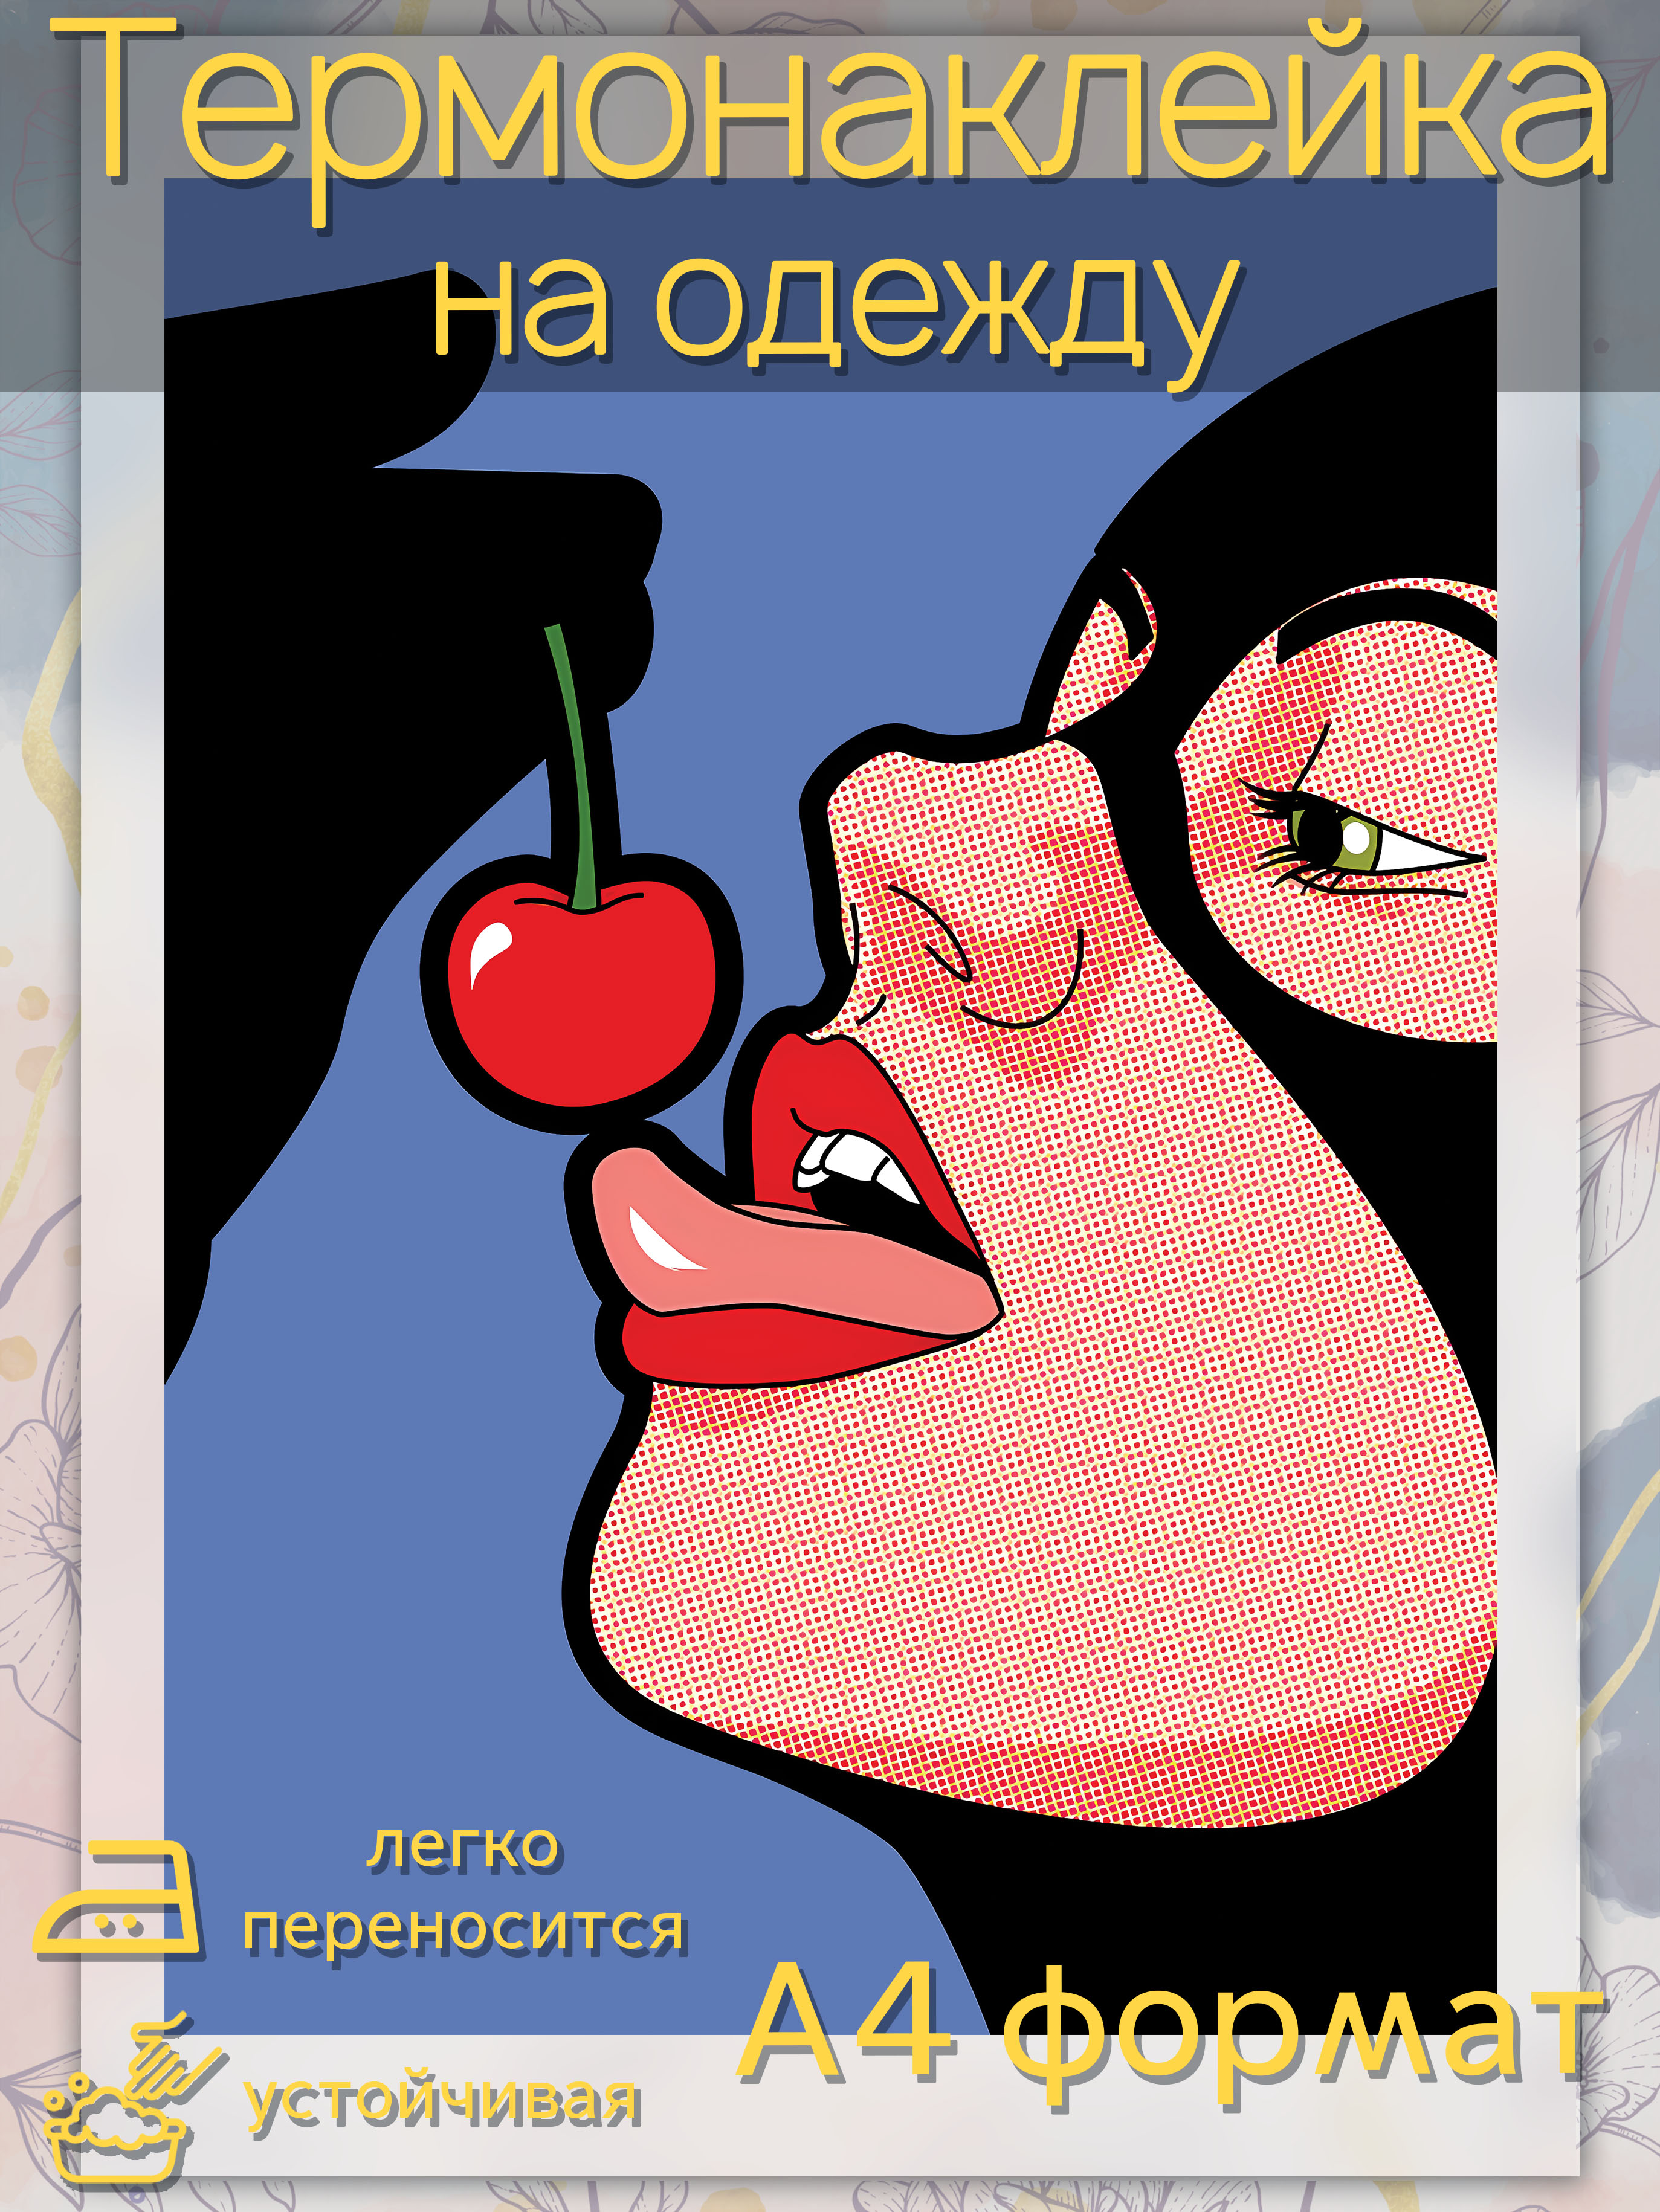 Термонаклейка
на одежду
легко
переносится
А4 формат
устойчивая